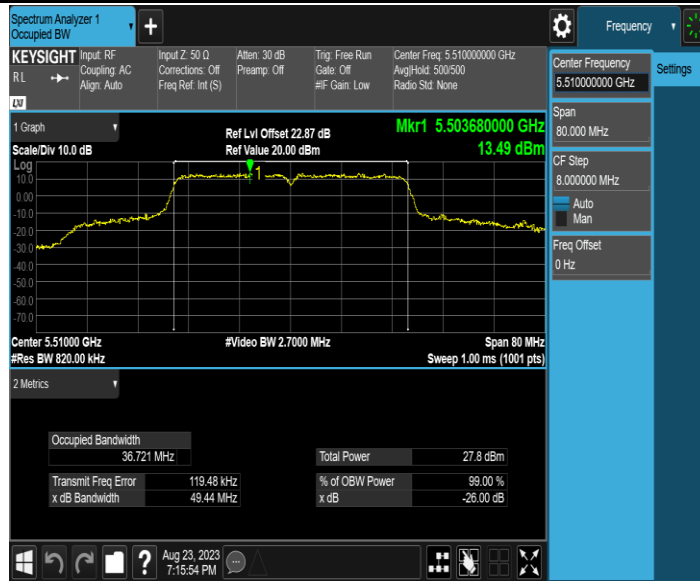 Spectrum Analyzer 1
Occupied BW
+
Frequency
KEYSIGHT
RL
LXI
Input: RF
Coupling: AC
Align: Auto
Input Z: 50 Ω
Corrections: Off
Freq Ref: Int (S)
Atten: 30 dB
Preamp: Off
Trig: Free Run
Gate: Off
#IF Gain: Low
Center Freq: 5.510000000 GHz
Avg|Hold: 500/500
Radio Std: None
Center Frequency
5.510000000 GHz
Settings
Span
80.000 MHz
CF Step
8.000000 MHz
Auto
Man
Freq Offset
0 Hz
1 Graph
Scale/Div 10.0 dB
Ref Lvl Offset 22.87 dB
Ref Value 20.00 dBm
Mkr1 5.503680000 GHz
13.49 dBm
Log
10.0
0.00
-10.0
-20.0
-30.0
-40.0
-50.0
-60.0
-70.0
1
Center 5.51000 GHz
#Res BW 820.00 kHz
#Video BW 2.7000 MHz
Span 80 MHz
Sweep 1.00 ms (1001 pts)
2 Metrics
Occupied Bandwidth
36.721 MHz
Total Power 27.8 dBm
Transmit Freq Error 119.48 kHz
% of OBW Power 99.00 %
x dB Bandwidth 49.44 MHz
x dB -26.00 dB
?
Aug 23, 2023
7:15:54 PM